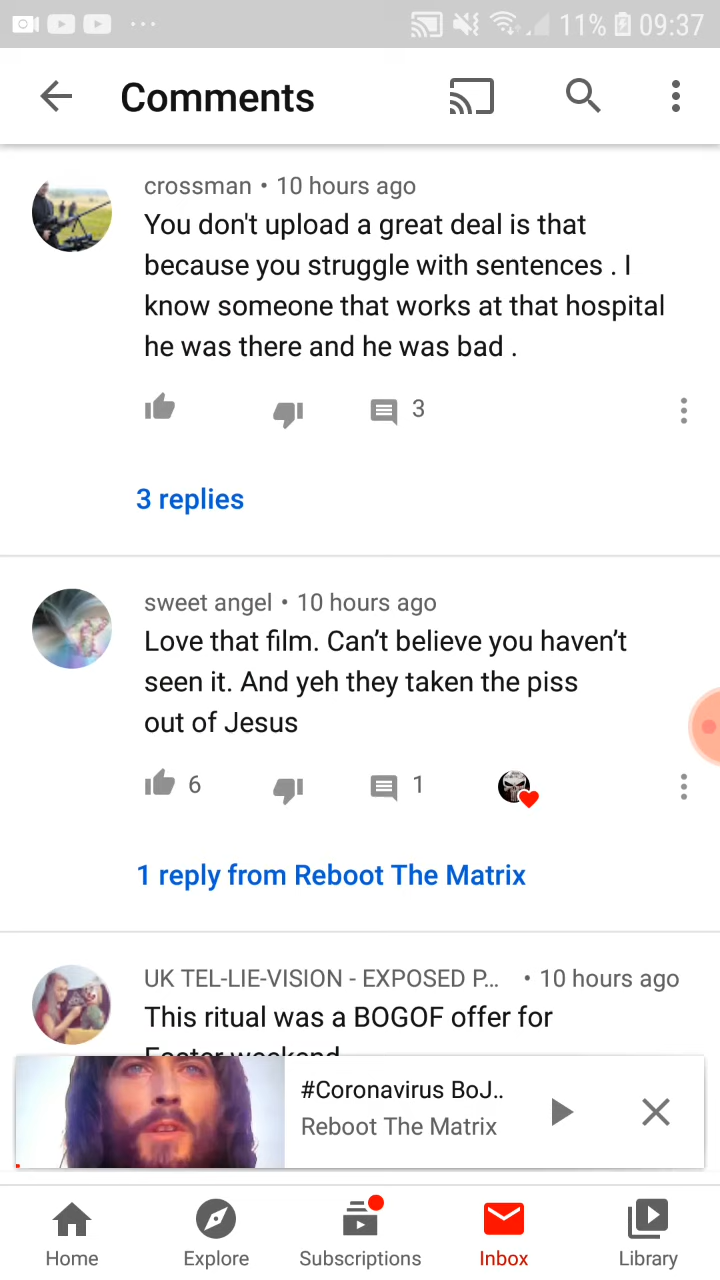 11% 09:37
Comments
crossman • 10 hours ago
You don't upload a great deal is that
because you struggle with sentences . I
know someone that works at that hospital
he was there and he was bad .
3
3 replies
sweet angel • 10 hours ago
Love that film. Can’t believe you haven’t
seen it. And yeh they taken the piss
out of Jesus
6 1
1 reply from Reboot The Matrix
UK TEL-LIE-VISION - EXPOSED P... • 10 hours ago
This ritual was a BOGOF offer for
Easter weekend
#Coronavirus BoJ..
Reboot The Matrix
Home Explore Subscriptions Inbox Library